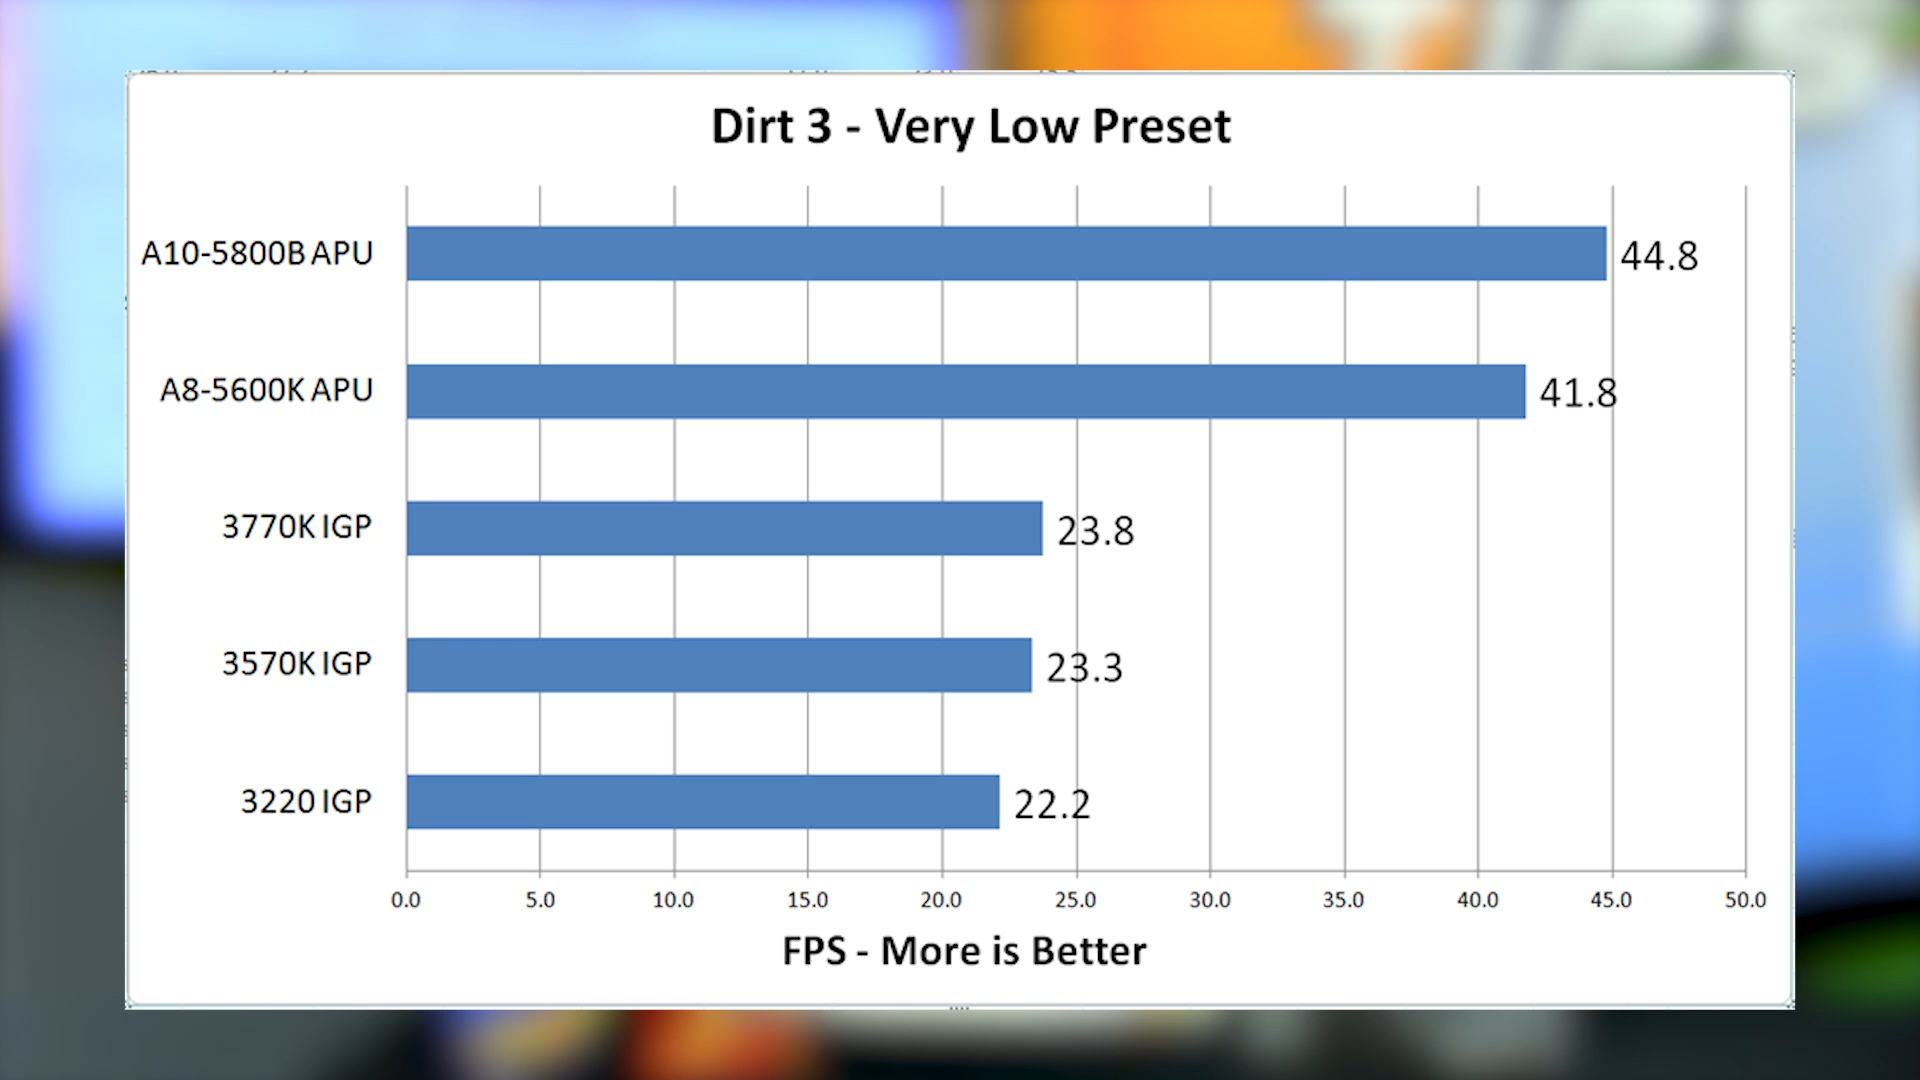 Dirt 3 - Very Low Preset
A10-5800B APU
44.8
A8-5600K APU
41.8
3770K IGP
23.8
3570K IGP
23.3
3220 IGP
22.2
0.0 5.0 10.0 15.0 20.0 25.0 30.0 35.0 40.0 45.0 50.0
FPS - More is Better